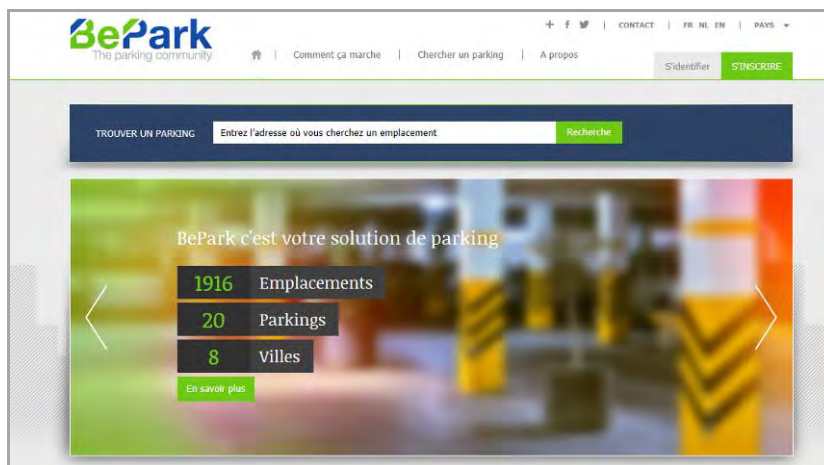 BePark
The parking community
CONTACT | FR NL EN | PAYS
Comment ça marche | Chercher un parking | A propos
S'identifier S'INSCRIRE
TROUVER UN PARKING Entrez l'adresse où vous cherchez un emplacement Recherche
BePark c'est votre solution de parking
1916 Emplacements
20 Parkings
8 Villes
En savoir plus